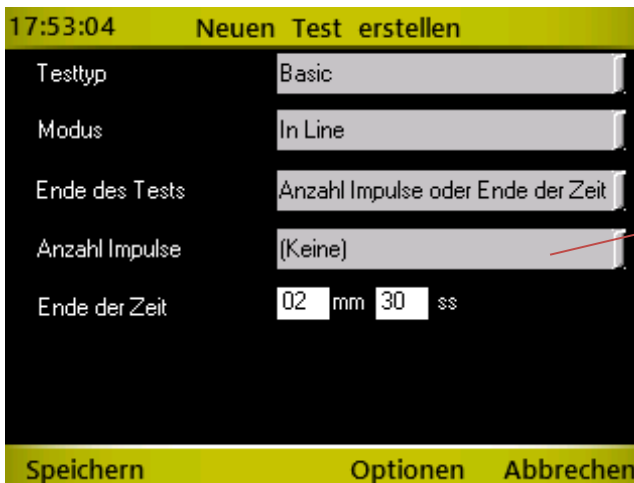 17:53:04 Neuen Test erstellen
Testtyp Basic
Modus In Line
Ende des Tests Anzahl Impulse oder Ende der Zeit
Anzahl Impulse (Keine)
Ende der Zeit 02 mm 30 ss
Speichern Optionen Abbrechen